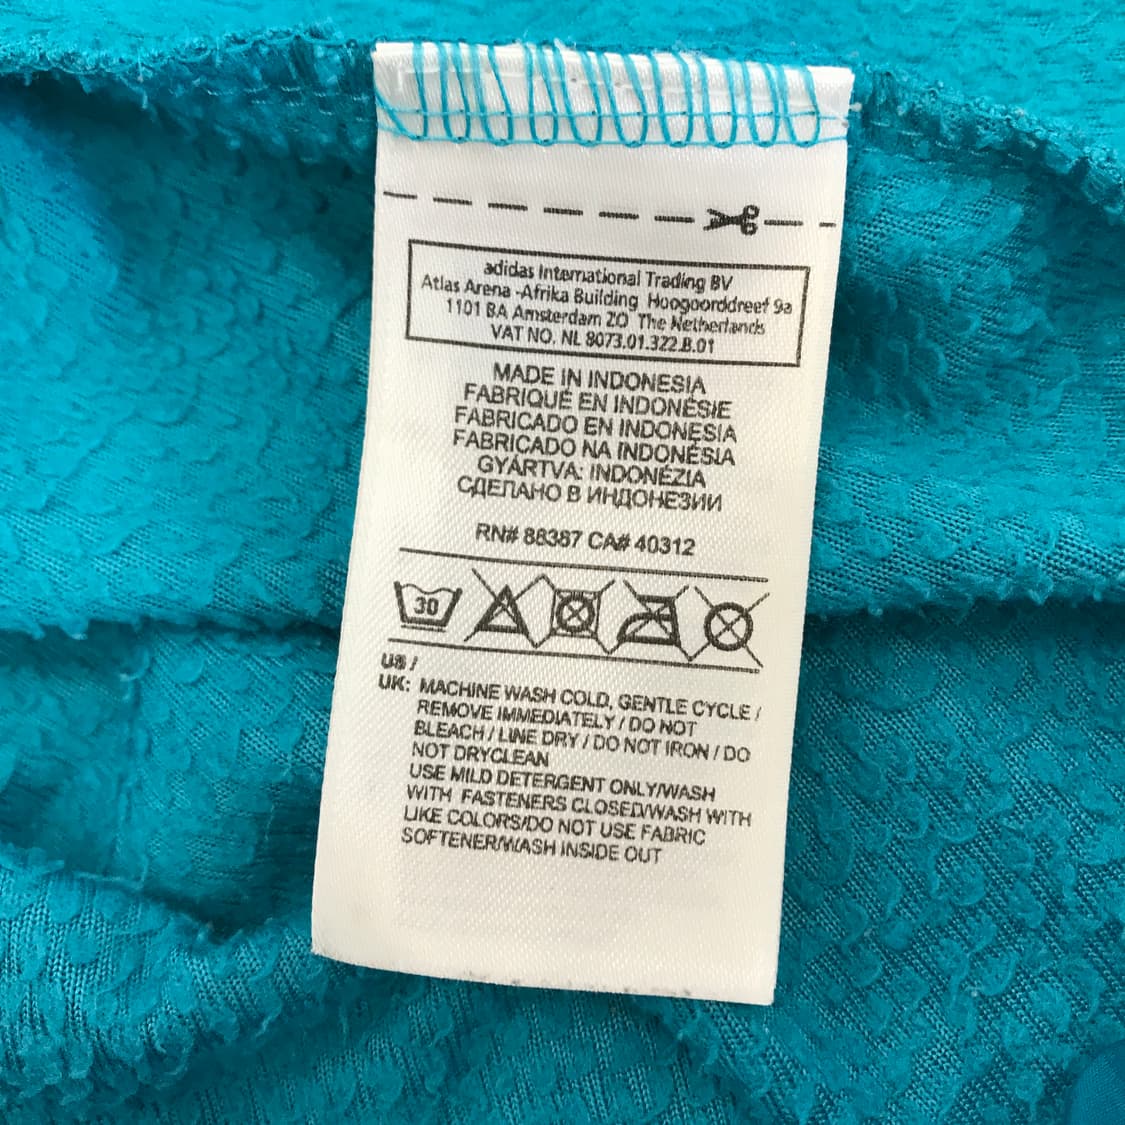 adidas International Trading BV
Atlas Arena -Afrika Building Hoogoorddreef 9a
1101 BA Amsterdam ZO The Netherlands
VAT NO. NL 8073.01.322.B.01
MADE IN INDONESIA
FABRIQUÉ EN INDONÉSIE
FABRICADO EN INDONESIA
FABRICADO NA INDONÉSIA
GYÁRTVA: INDONÉZIA
СДЕЛАНО В ИНДОНЕЗИИ
RN# 88387 CA# 40312
30
US /
UK: MACHINE WASH COLD, GENTLE CYCLE /
REMOVE IMMEDIATELY / DO NOT
BLEACH / LINE DRY / DO NOT IRON / DO
NOT DRYCLEAN
USE MILD DETERGENT ONLY/WASH
WITH FASTENERS CLOSED/WASH WITH
LIKE COLORS/DO NOT USE FABRIC
SOFTENER/WASH INSIDE OUT